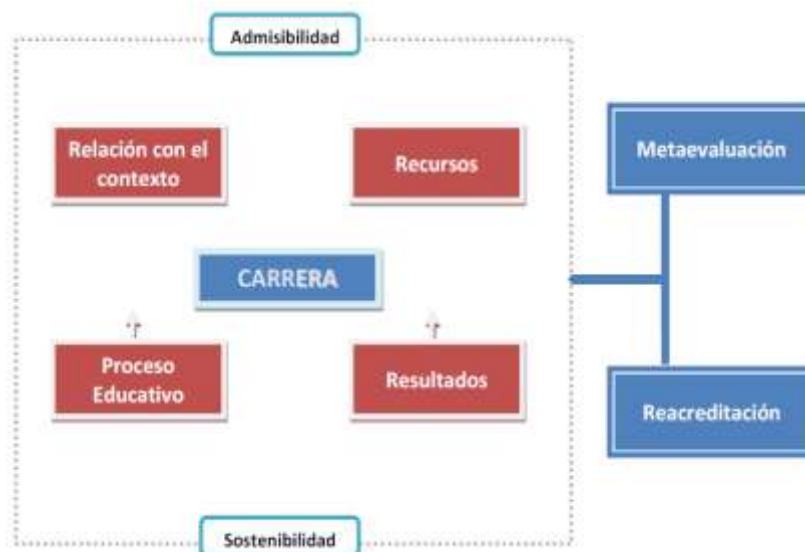 Admisibilidad
Relación con el
contexto
Recursos
Metaevaluación
CARRERA
Proceso
Educativo
Resultados
Reacreditación
Sostenibilidad